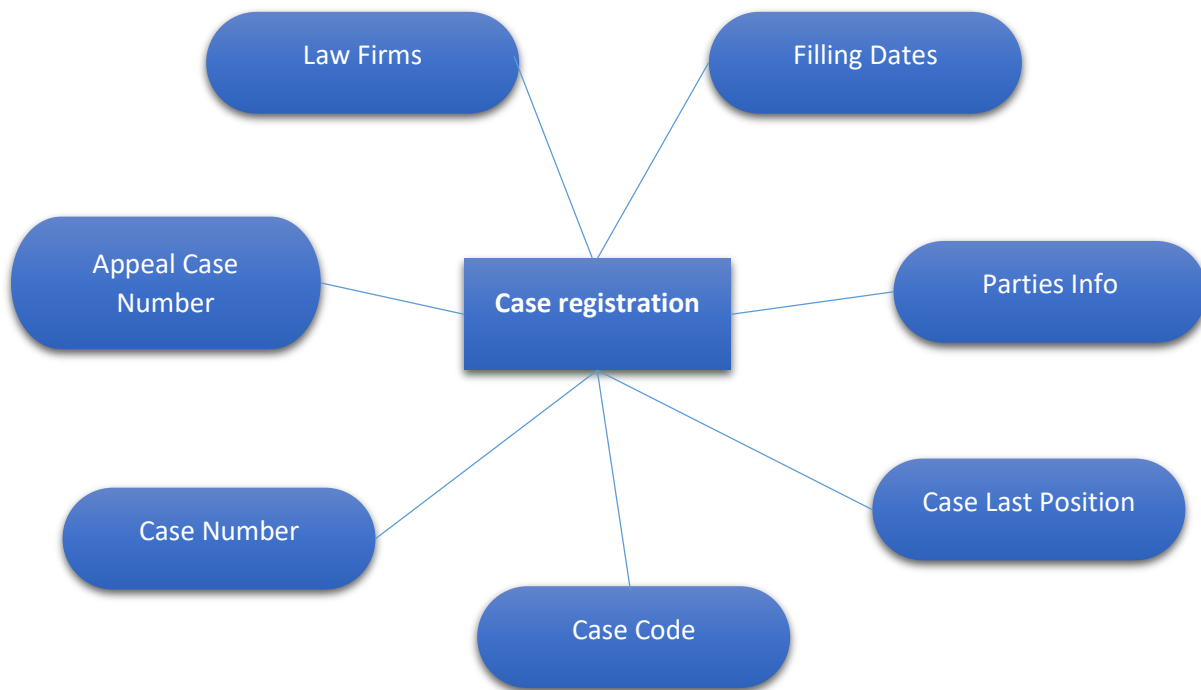 Law Firms
Filling Dates
Appeal Case
Number
Case registration
Parties Info
Case Number
Case Last Position
Case Code